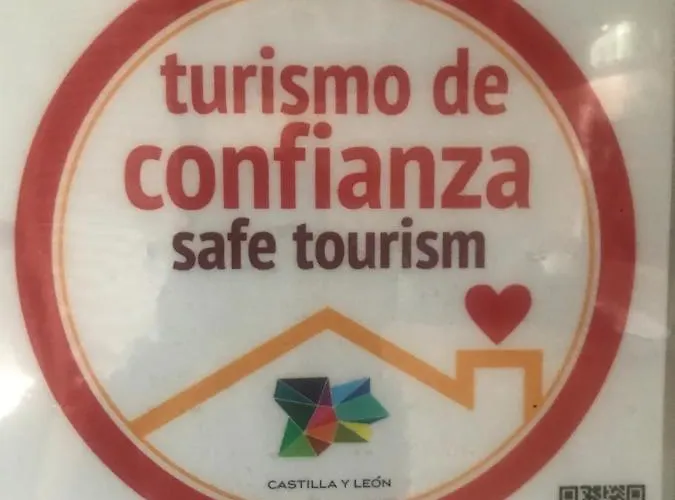 turismo de
confianza
safe tourism
CASTILLA Y LEÓN